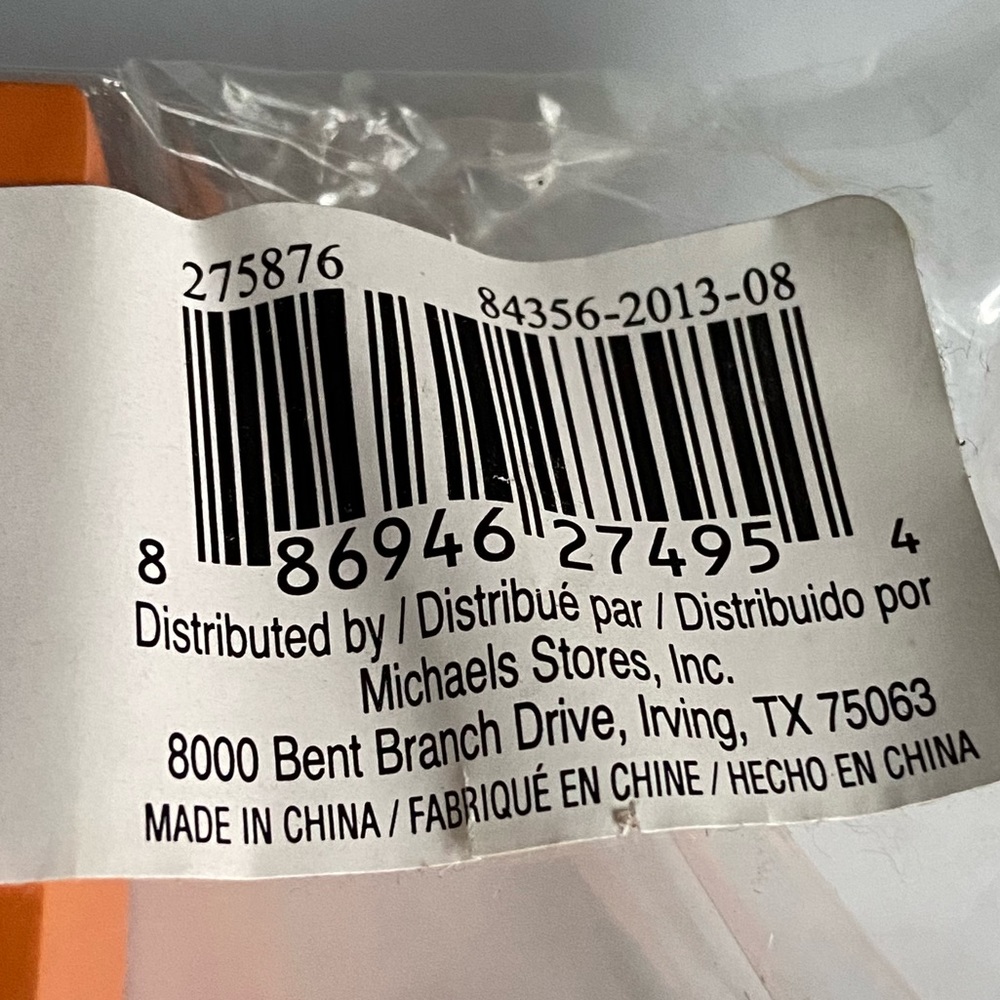 275876
84356-2013-08
8 86946 27495 4
Distributed by / Distribué par / Distribuido por
Michaels Stores, Inc.
8000 Bent Branch Drive, Irving, TX 75063
MADE IN CHINA / FABRIQUÉ EN CHINE / HECHO EN CHINA